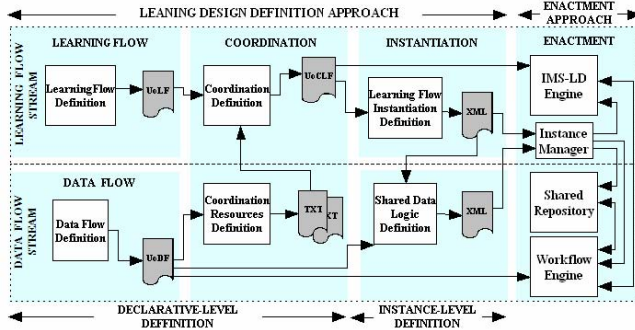 LEANING DESIGN DEFINITION APPROACH
ENACTMENT
APPROACH
LEARNING FLOW
COORDINATION
INSTANTIATION
ENACTMENT
LEARNING FLOW
STREAM
Learning Flow
Definition
UoLF
Coordination
Definition
UoCLF
Learning Flow
Instantiation
Definition
XML
IMS-LD
Engine
Instance
Manager
DATA FLOW
DATA FLOW
STREAM
Data Flow
Definition
UoDF
Coordination
Resources
Definition
TXT
XT
Shared Data
Logic
Definition
XML
Shared
Repository
Workflow
Engine
DECLARATIVE-LEVEL
DEFFINITION
INSTANCE-LEVEL
DEFINITION